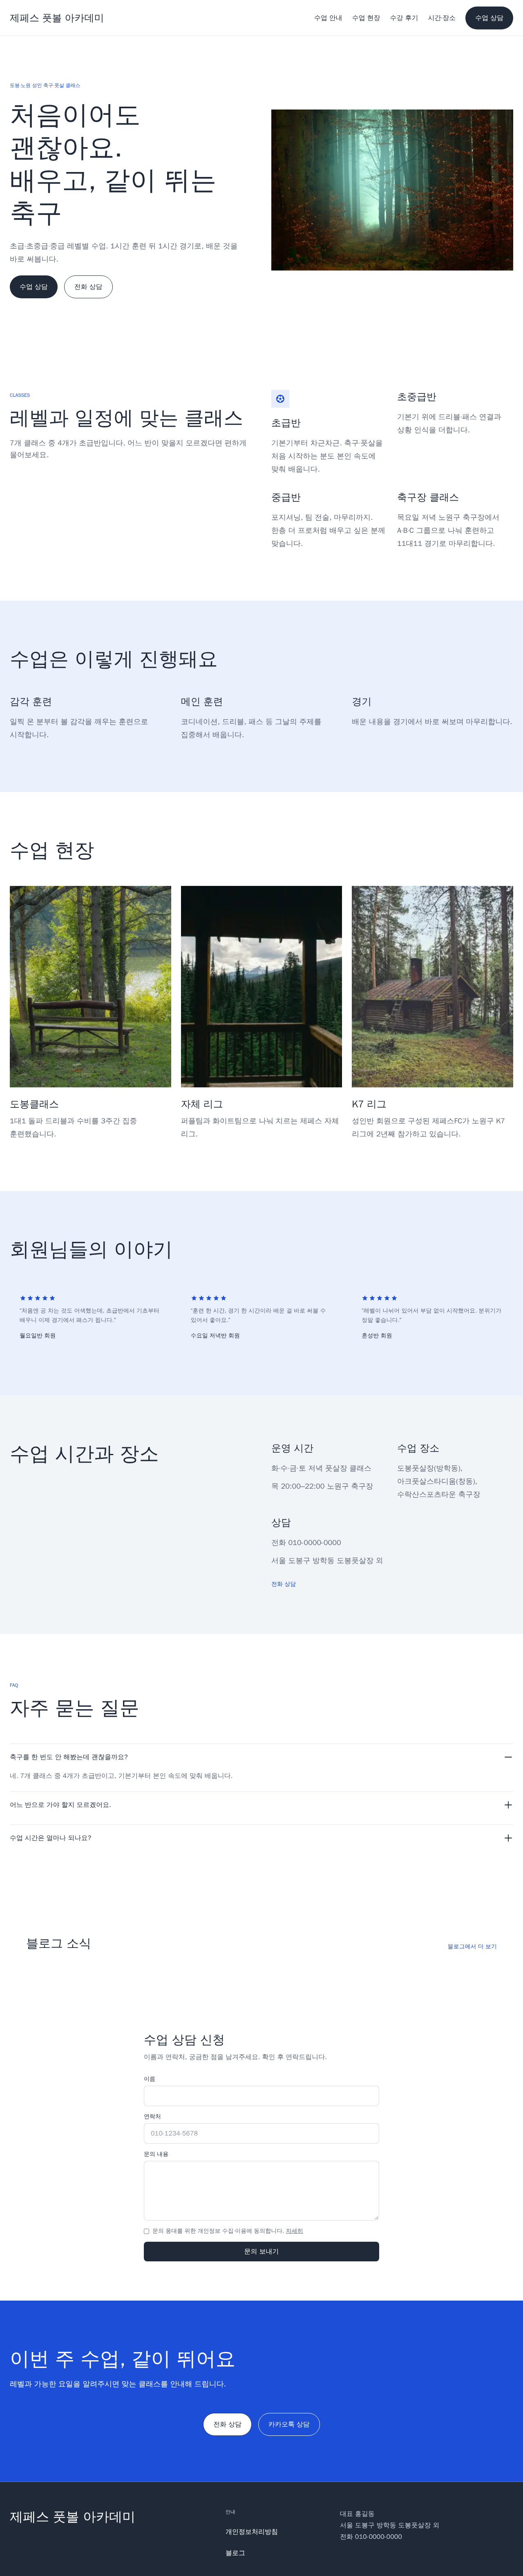 제페스 풋볼 아카데미
수업 안내
수업 현장
수강 후기
시간·장소
수업 상담
도봉·노원 성인 축구·풋살 클래스
처음이어도
괜찮아요.
배우고, 같이 뛰는
축구
초급·초중급·중급 레벨별 수업. 1시간 훈련 뒤 1시간 경기로, 배운 것을
바로 써봅니다.
수업 상담
전화 상담
CLASSES
레벨과 일정에 맞는 클래스
7개 클래스 중 4개가 초급반입니다. 어느 반이 맞을지 모르겠다면 편하게
물어보세요.
초급반
기본기부터 차근차근. 축구·풋살을
처음 시작하는 분도 본인 속도에
맞춰 배웁니다.
초중급반
기본기 위에 드리블·패스 연결과
상황 인식을 더합니다.
중급반
포지셔닝, 팀 전술, 마무리까지.
한층 더 프로처럼 배우고 싶은 분께
맞습니다.
축구장 클래스
목요일 저녁 노원구 축구장에서
A·B·C 그룹으로 나눠 훈련하고
11대11 경기로 마무리합니다.
수업은 이렇게 진행돼요
감각 훈련
일찍 온 분부터 볼 감각을 깨우는 훈련으로
시작합니다.
메인 훈련
코디네이션, 드리블, 패스 등 그날의 주제를
집중해서 배웁니다.
경기
배운 내용을 경기에서 바로 써보며 마무리합니다.
수업 현장
도봉클래스
1대1 돌파 드리블과 수비를 3주간 집중
훈련했습니다.
자체 리그
퍼플팀과 화이트팀으로 나눠 치르는 제페스 자체
리그.
K7 리그
성인반 회원으로 구성된 제페스FC가 노원구 K7
리그에 2년째 참가하고 있습니다.
회원님들의 이야기
★★★★★
"처음엔 공 차는 것도 어색했는데, 초급반에서 기초부터
배우니 이제 경기에서 패스가 됩니다."
월요일반 회원
★★★★★
"훈련 한 시간, 경기 한 시간이라 배운 걸 바로 써볼 수
있어서 좋아요."
수요일 저녁반 회원
★★★★★
"레벨이 나뉘어 있어서 부담 없이 시작했어요. 분위기가
정말 좋습니다."
혼성반 회원
수업 시간과 장소
운영 시간
화·수·금·토 저녁 풋살장 클래스
목 20:00–22:00 노원구 축구장
수업 장소
도봉풋살장(방학동),
아크풋살스타디움(창동),
수락산스포츠타운 축구장
상담
전화 010-0000-0000
서울 도봉구 방학동 도봉풋살장 외
전화 상담
FAQ
자주 묻는 질문
축구를 한 번도 안 해봤는데 괜찮을까요?
네. 7개 클래스 중 4개가 초급반이고, 기본기부터 본인 속도에 맞춰 배웁니다.
어느 반으로 가야 할지 모르겠어요.
수업 시간은 얼마나 되나요?
블로그 소식
블로그에서 더 보기
수업 상담 신청
이름과 연락처, 궁금한 점을 남겨주세요. 확인 후 연락드립니다.
이름
연락처
010-1234-5678
문의 내용
문의 응대를 위한 개인정보 수집·이용에 동의합니다. 자세히
문의 보내기
이번 주 수업, 같이 뛰어요
레벨과 가능한 요일을 알려주시면 맞는 클래스를 안내해 드립니다.
전화 상담
카카오톡 상담
제페스 풋볼 아카데미
안내
개인정보처리방침
블로그
대표 홍길동
서울 도봉구 방학동 도봉풋살장 외
전화 010-0000-0000